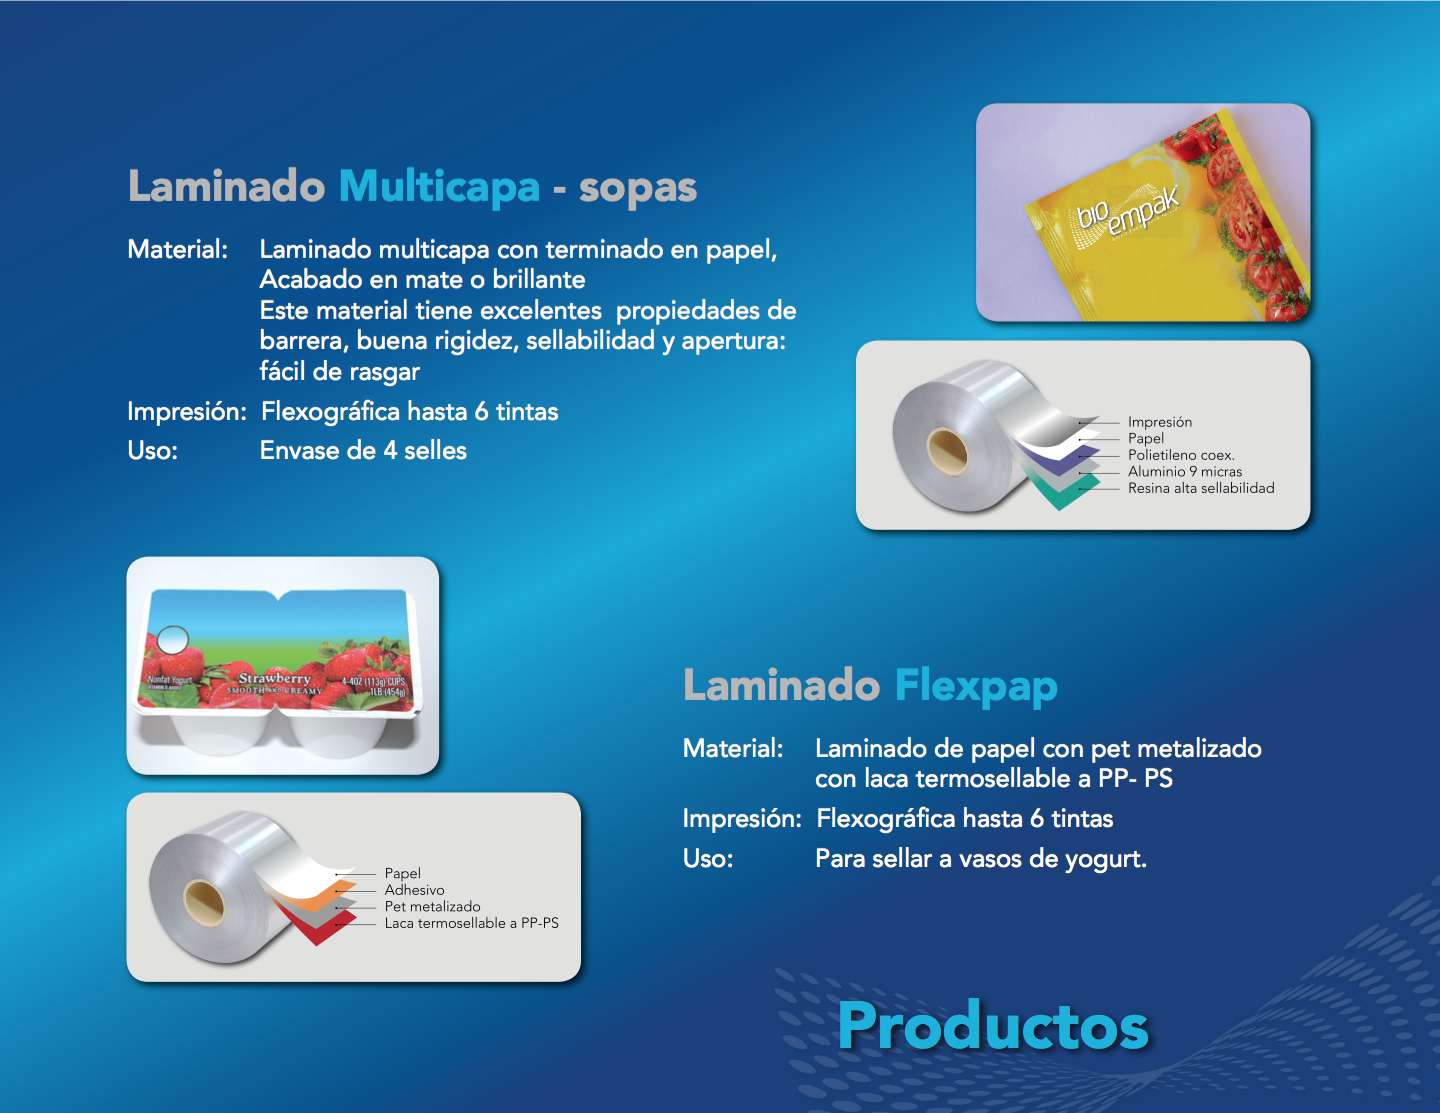 Laminado Multicapa - sopas
Material: Laminado multicapa con terminado en papel,
Acabado en mate o brillante
Este material tiene excelentes propiedades de
barrera, buena rigidez, sellabilidad y apertura:
fácil de rasgar
Impresión: Flexográfica hasta 6 tintas
Uso: Envase de 4 selles
bio
empak
Impresión
Papel
Polietileno coex.
Aluminio 9 micras
Resina alta sellabilidad
Nonfat Yogurt
VITAMIN D ADDED
Strawberry
SMOOTH AND CREAMY
4-4OZ (113g) CUPS
1LB (454g)
Papel
Adhesivo
Pet metalizado
Laca termosellable a PP-PS
Laminado Flexpap
Material: Laminado de papel con pet metalizado
con laca termosellable a PP- PS
Impresión: Flexográfica hasta 6 tintas
Uso: Para sellar a vasos de yogurt.
Productos